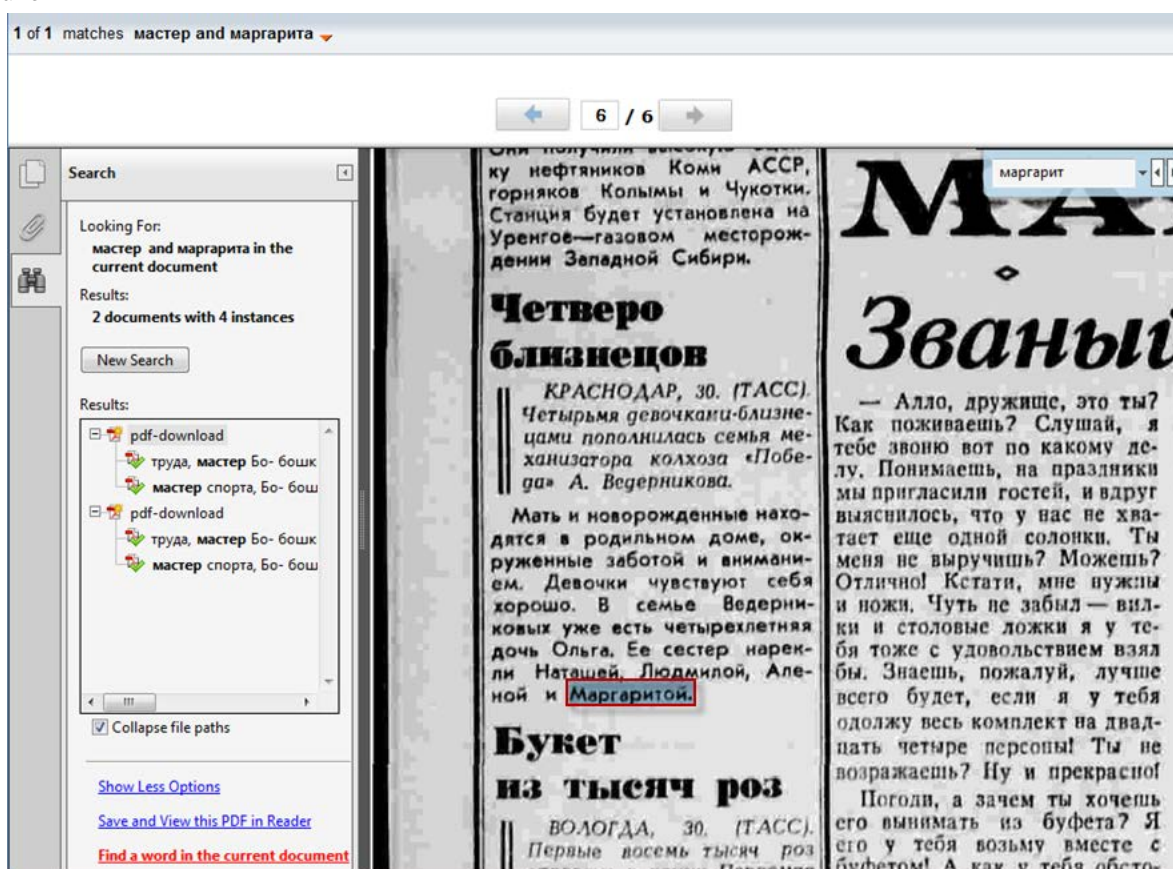 1 of 1 matches мастер and маргарита
6 / 6
Search
Looking For:
мастер and маргарита in the
current document
Results:
2 documents with 4 instances
New Search
Results:
pdf-download
труда, мастер Бо- бошк
мастер спорта, Бо- бош
pdf-download
труда, мастер Бо- бошк
мастер спорта, Бо- бош
Collapse file paths
Show Less Options
Save and View this PDF in Reader
Find a word in the current document
ку нефтяников Коми АССР,
горняков Колымы и Чукотки.
Станция будет установлена на
Уренгое—газовом месторож-
дении Западной Сибири.
Четверо
близнецов
КРАСНОДАР, 30. (ТАСС).
Четырьмя девочками-близне-
цами пополнилась семья ме-
ханизатора колхоза «Побе-
да» А. Ведерникова.
Мать и новорожденные нахо-
дятся в родильном доме, ок-
руженные заботой и внимани-
ем. Девочки чувствуют себя
хорошо. В семье Ведерни-
ковых уже есть четырехлетняя
дочь Ольга. Ее сестер нарек-
ли Наташей, Людмилой, Але-
ной и Маргаритой.
Букет
из тысяч роз
ВОЛОГДА, 30. (ТАСС).
Первые восемь тысяч роз
маргарит
МА
Званый
— Алло, дружище, это ты?
Как поживаешь? Слушай, я
тебе звоню вот по какому де-
лу. Понимаешь, на праздники
мы пригласили гостей, и вдруг
выяснилось, что у нас не хва-
тает еще одной солонки. Ты
меня не выручишь? Можешь?
Отлично! Кстати, мне нужны
и ножи. Чуть не забыл — вил-
ки и столовые ложки я у те-
бя тоже с удовольствием взял
бы. Знаешь, пожалуй, лучше
всего будет, если я у тебя
одолжу весь комплект на двад-
цать четыре персоны! Ты не
возражаешь? Ну и прекрасно!
Погоди, а зачем ты хочешь
его вынимать из буфета? Я
его у тебя возьму вместе с
буфетом! А как у тебя обсто-